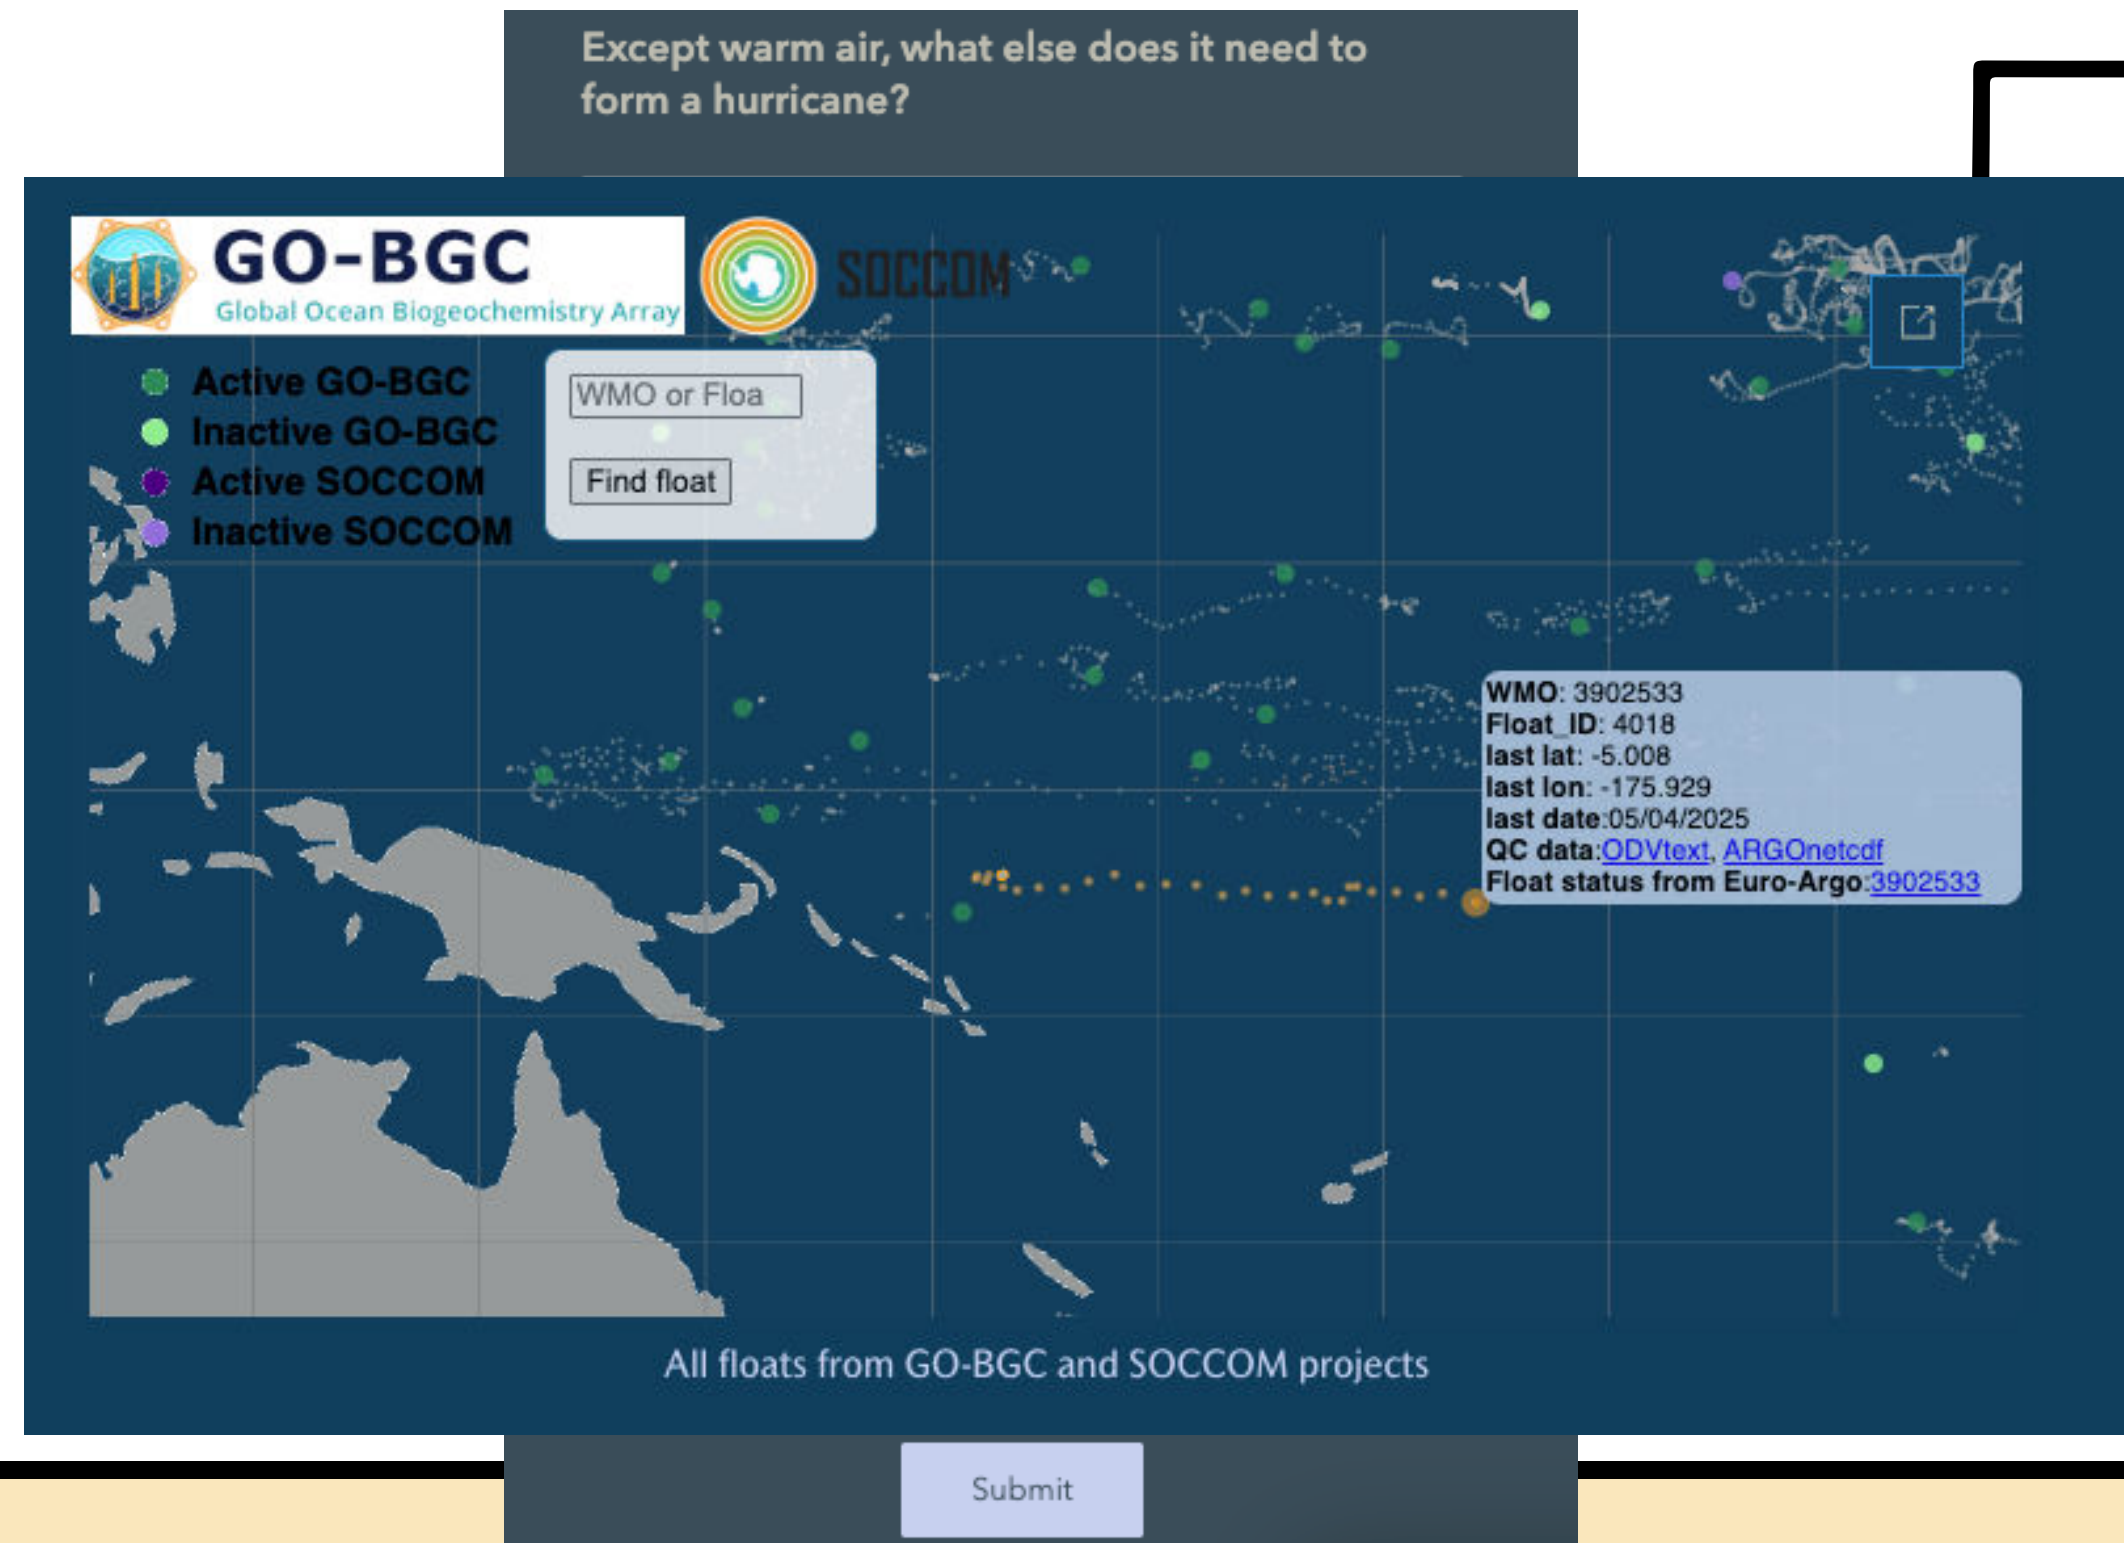 Except warm air, what else does it need to
form a hurricane?
GO-BGC
Global Ocean Biogeochemistry Array
SOCCOM
Active GO-BGC
Inactive GO-BGC
Active SOCCOM
Inactive SOCCOM
WMO or Floa
Find float
WMO: 3902533
Float_ID: 4018
last lat: -5.008
last lon: -175.929
last date:05/04/2025
QC data:ODVtext, ARGOnetcdf
Float status from Euro-Argo:3902533
All floats from GO-BGC and SOCCOM projects
Submit